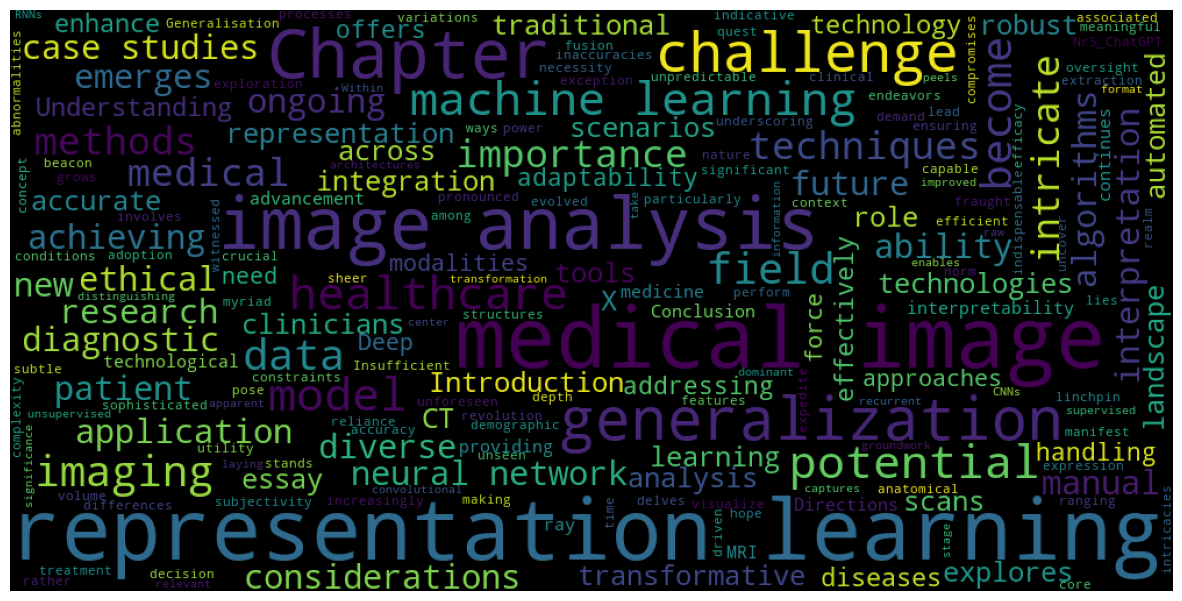 RNNs enhance Generalisation offers variations traditional indicative technology robust associated
case studies Chapter processes fusion inaccuracies quest challenge compromises meaningful Nr5_ChatGPT
abnormalities emerges exploration Within necessity exception unpredictable clinical peels become oversight extraction
Understanding ongoing machine learning endeavors intricate format automated
methods representation ways power scenarios underscoring demand lead ensuring algorithms interpretation
beacon grows across architectures importance nature techniques capable improved efficacy continues
concept medical integration adaptability significant future context fraught indispensable
accurate involves advancement pronounced evolved among take particularly information role efficient raw norm uncover realm
achieving witnessed image analysis effectively ability
conditions adoption crucial modalities tools field technologies landscape
new ethical need sheer transformation enables lies
distinguishing research myriad healthcare X medicine perform interpretability
diagnostic clinicians structures Conclusion force
technological data center Deep Insufficient medical image
subtle constraints dominant approaches
patient pose model Introduction addressing CNNs linchpin
complexity sophisticated apparent unforeseen depth features expedite recurrent supervised
unsupervised reliance revolution demographic generalization manifest
application accuracy CT providing unseen groundwork
utility diverse learning potential handling
significance imaging laying stands essay neural network analysis expression manual
volume convolutional making captures anatomical scans
differences subjectivity increasingly delves visualize Directions ranging
representation learning
ray time hope driven stage intricacies
treatment decision MRI explores
rather relevant considerations transformative diseases core